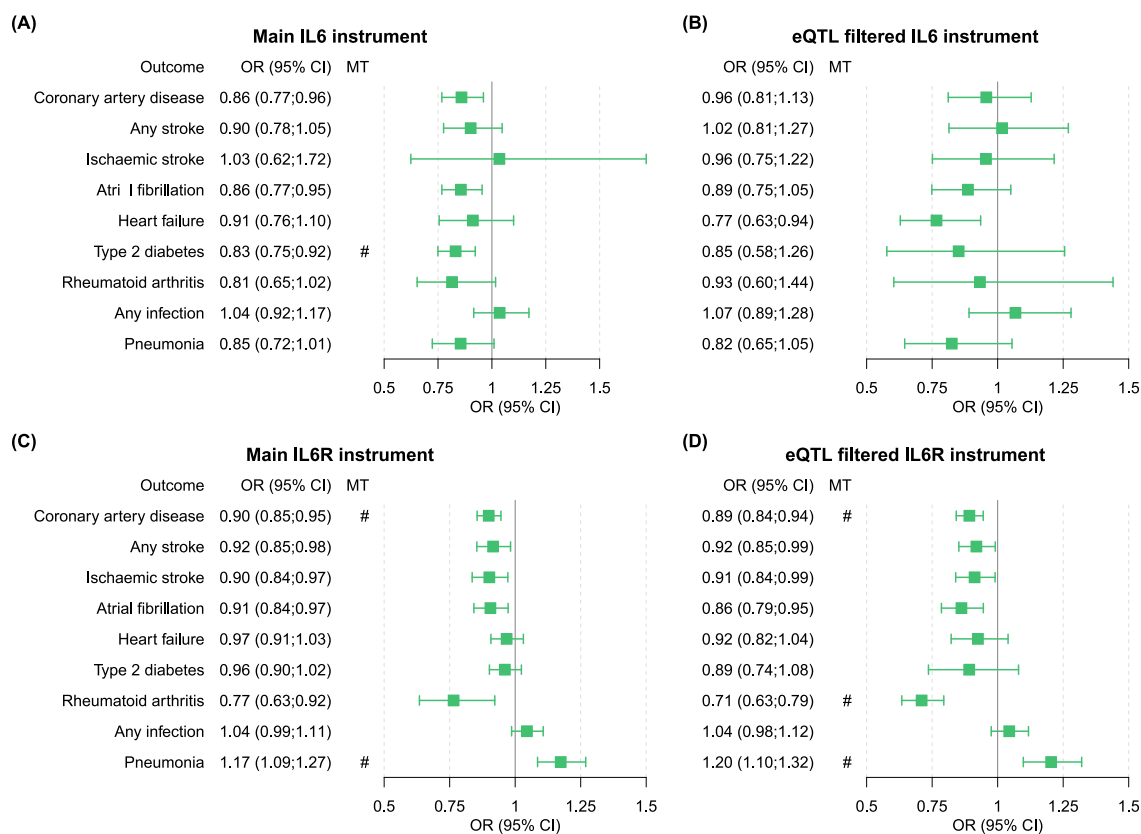 (A)
Main IL6 instrument
Outcome OR (95% CI) MT
Coronary artery disease 0.86 (0.77;0.96)
Any stroke 0.90 (0.78;1.05)
Ischaemic stroke 1.03 (0.62;1.72)
Atri l fibrillation 0.86 (0.77;0.95)
Heart failure 0.91 (0.76;1.10)
Type 2 diabetes 0.83 (0.75;0.92) #
Rheumatoid arthritis 0.81 (0.65;1.02)
Any infection 1.04 (0.92;1.17)
Pneumonia 0.85 (0.72;1.01)
0.5 0.75 1 1.25 1.5
OR (95% CI)
(B)
eQTL filtered IL6 instrument
OR (95% CI) MT
0.96 (0.81;1.13)
1.02 (0.81;1.27)
0.96 (0.75;1.22)
0.89 (0.75;1.05)
0.77 (0.63;0.94)
0.85 (0.58;1.26)
0.93 (0.60;1.44)
1.07 (0.89;1.28)
0.82 (0.65;1.05)
0.5 0.75 1 1.25 1.5
OR (95% CI)
(C)
Main IL6R instrument
Outcome OR (95% CI) MT
Coronary artery disease 0.90 (0.85;0.95) #
Any stroke 0.92 (0.85;0.98)
Ischaemic stroke 0.90 (0.84;0.97)
Atrial fibrillation 0.91 (0.84;0.97)
Heart failure 0.97 (0.91;1.03)
Type 2 diabetes 0.96 (0.90;1.02)
Rheumatoid arthritis 0.77 (0.63;0.92)
Any infection 1.04 (0.99;1.11)
Pneumonia 1.17 (1.09;1.27) #
0.5 0.75 1 1.25 1.5
OR (95% CI)
(D)
eQTL filtered IL6R instrument
OR (95% CI) MT
0.89 (0.84;0.94) #
0.92 (0.85;0.99)
0.91 (0.84;0.99)
0.86 (0.79;0.95)
0.92 (0.82;1.04)
0.89 (0.74;1.08)
0.71 (0.63;0.79) #
1.04 (0.98;1.12)
1.20 (1.10;1.32) #
0.5 0.75 1 1.25 1.5
OR (95% CI)